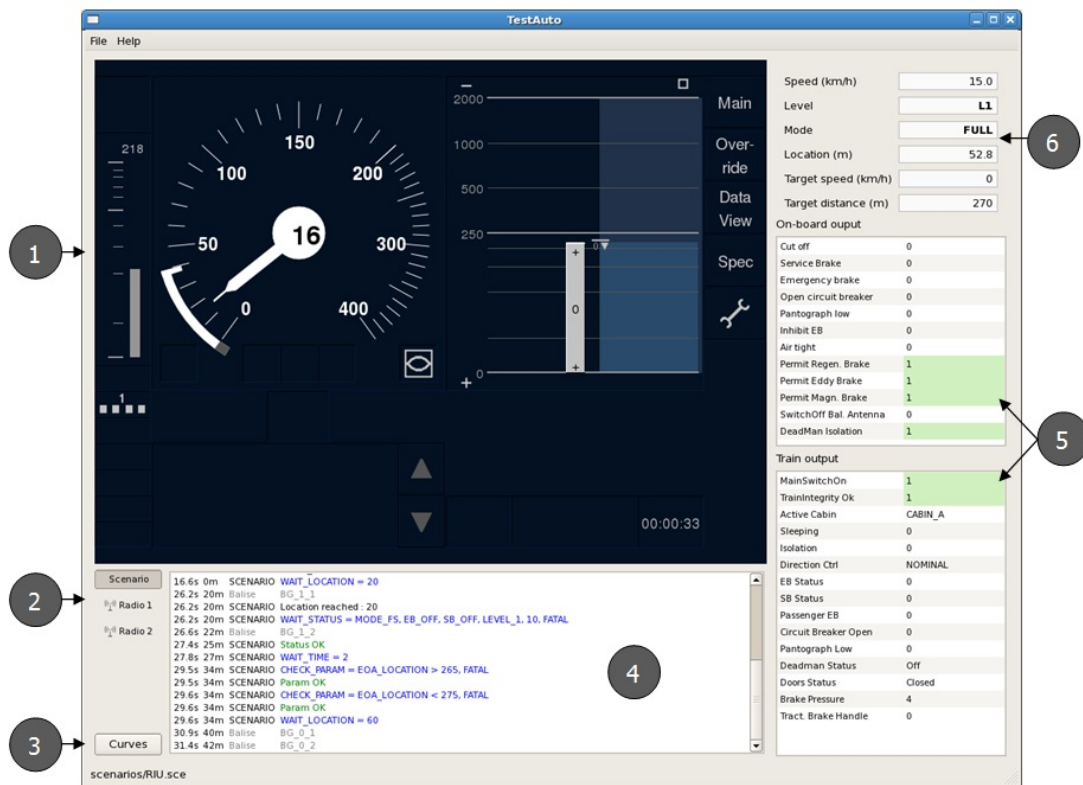 TestAuto
File Help
218
150
100
200
50
300
0
400
16
1
2000
1000
500
250
0
0
0
+
+
+
Main
Over-
ride
Data
View
Spec
00:00:33
Speed (km/h) 15.0
Level L1
Mode FULL
Location (m) 52.8
Target speed (km/h) 0
Target distance (m) 270
On-board ouput
Cut off 0
Service Brake 0
Emergency brake 0
Open circuit breaker 0
Pantograph low 0
Inhibit EB 0
Air tight 0
Permit Regen. Brake 1
Permit Eddy Brake 1
Permit Magn. Brake 1
SwitchOff Bal. Antenna 0
DeadMan Isolation 1
Train output
MainSwitchOn 1
TrainIntegrity Ok 1
Active Cabin CABIN_A
Sleeping 0
Isolation 0
Direction Ctrl NOMINAL
EB Status 0
SB Status 0
Passenger EB 0
Circuit Breaker Open 0
Pantograph Low 0
Deadman Status Off
Doors Status Closed
Brake Pressure 4
Tract. Brake Handle 0
Scenario
Radio 1
Radio 2
Curves
16.6s 0m SCENARIO WAIT_LOCATION = 20
26.2s 20m Balise BG_1_1
26.2s 20m SCENARIO Location reached : 20
26.2s 20m SCENARIO WAIT_STATUS = MODE_FS, EB_OFF, SB_OFF, LEVEL_1, 10, FATAL
26.6s 22m Balise BG_1_2
27.4s 25m SCENARIO Status OK
27.8s 27m SCENARIO WAIT_TIME = 2
29.5s 34m SCENARIO CHECK_PARAM = EOA_LOCATION > 265, FATAL
29.5s 34m SCENARIO Param OK
29.6s 34m SCENARIO CHECK_PARAM = EOA_LOCATION < 275, FATAL
29.6s 34m SCENARIO Param OK
29.6s 34m SCENARIO WAIT_LOCATION = 60
30.9s 40m Balise BG_0_1
31.4s 42m Balise BG_0_2
scenarios/RIU.sce
1
2
3
4
5
6